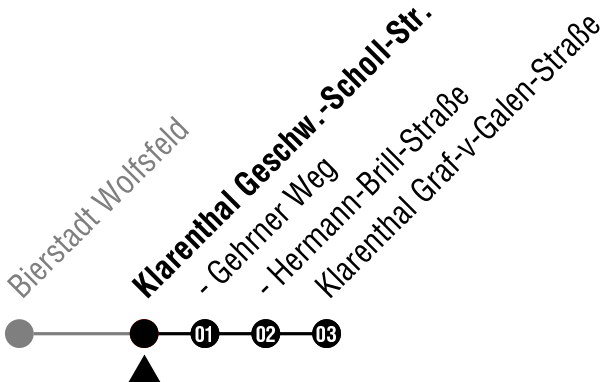 Bierstadt Wolfsfeld
Klarenthal Geschw.-Scholl-Str.
- Gehrner Weg
- Hermann-Brill-Straße
Klarenthal Graf-v-Galen-Straße
01
02
03